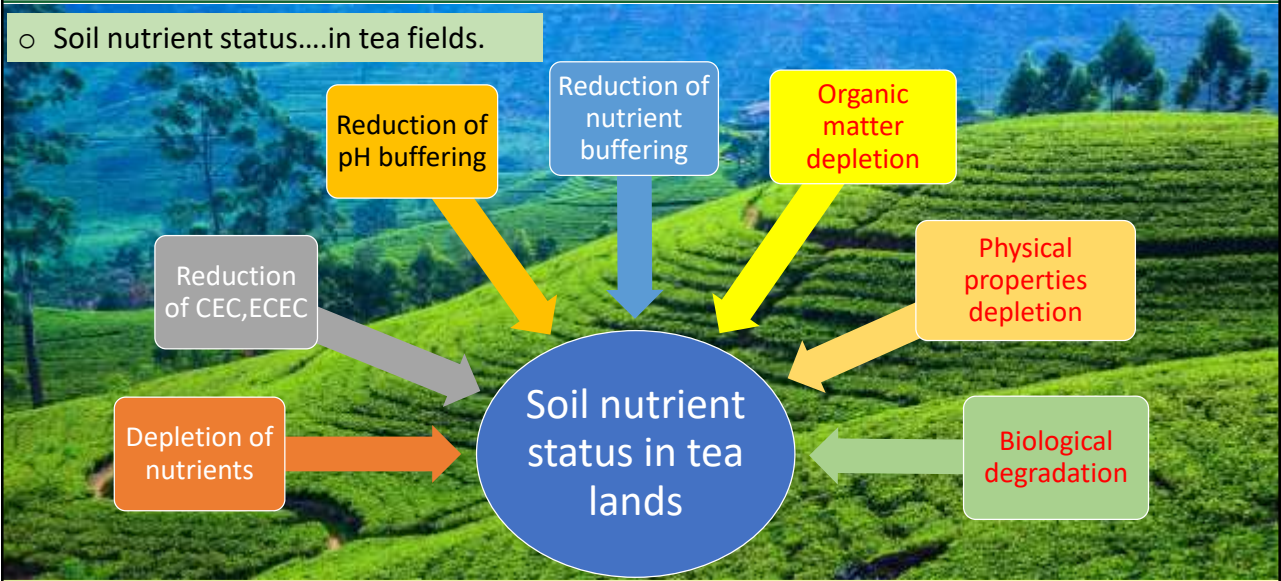 ○ Soil nutrient status....in tea fields.
Reduction of
nutrient
buffering
Organic
matter
depletion
Reduction of
pH buffering
Physical
properties
depletion
Reduction
of CEC,ECEC
Soil nutrient
status in tea
lands
Depletion of
nutrients
Biological
degradation